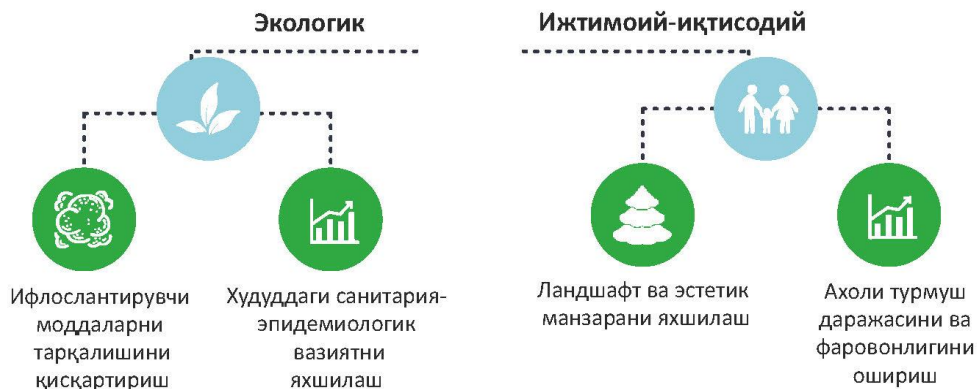 Экологик
Ижтимоий-иқтисодий
Ифлослантирувчи
моддаларни
тарқалишини
қисқартириш
Худуддаги санитария-
эпидемиологик
вазиятни
яхшилаш
Ландшафт ва эстетик
манзарани яхшилаш
Ахоли турмуш
даражасини ва
фаровонлигини
ошириш